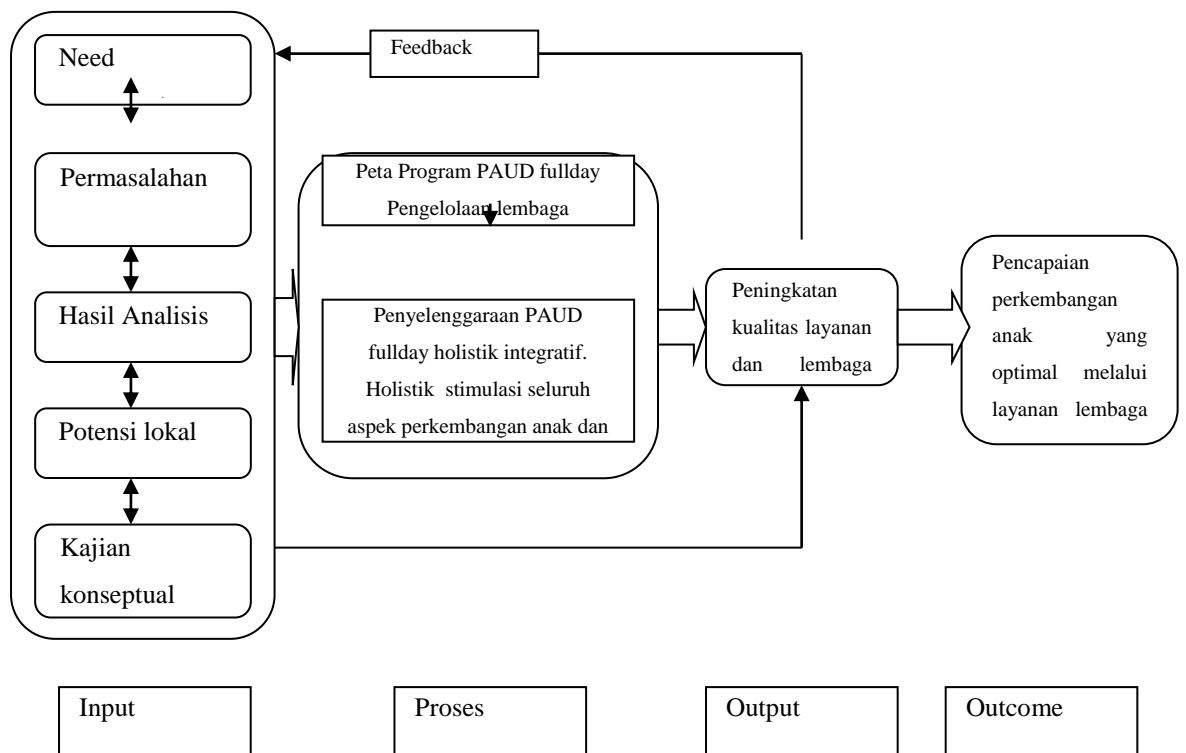 Need
Permasalahan
Hasil Analisis
Potensi lokal
Kajian
konseptual
Feedback
Peta Program PAUD fullday
Pengelolaan lembaga
Penyelenggaraan PAUD
fullday holistik integratif.
Holistik stimulasi seluruh
aspek perkembangan anak dan
Peningkatan
kualitas layanan
dan lembaga
Pencapaian
perkembangan
anak yang
optimal melalui
layanan lembaga
Input
Proses
Output
Outcome